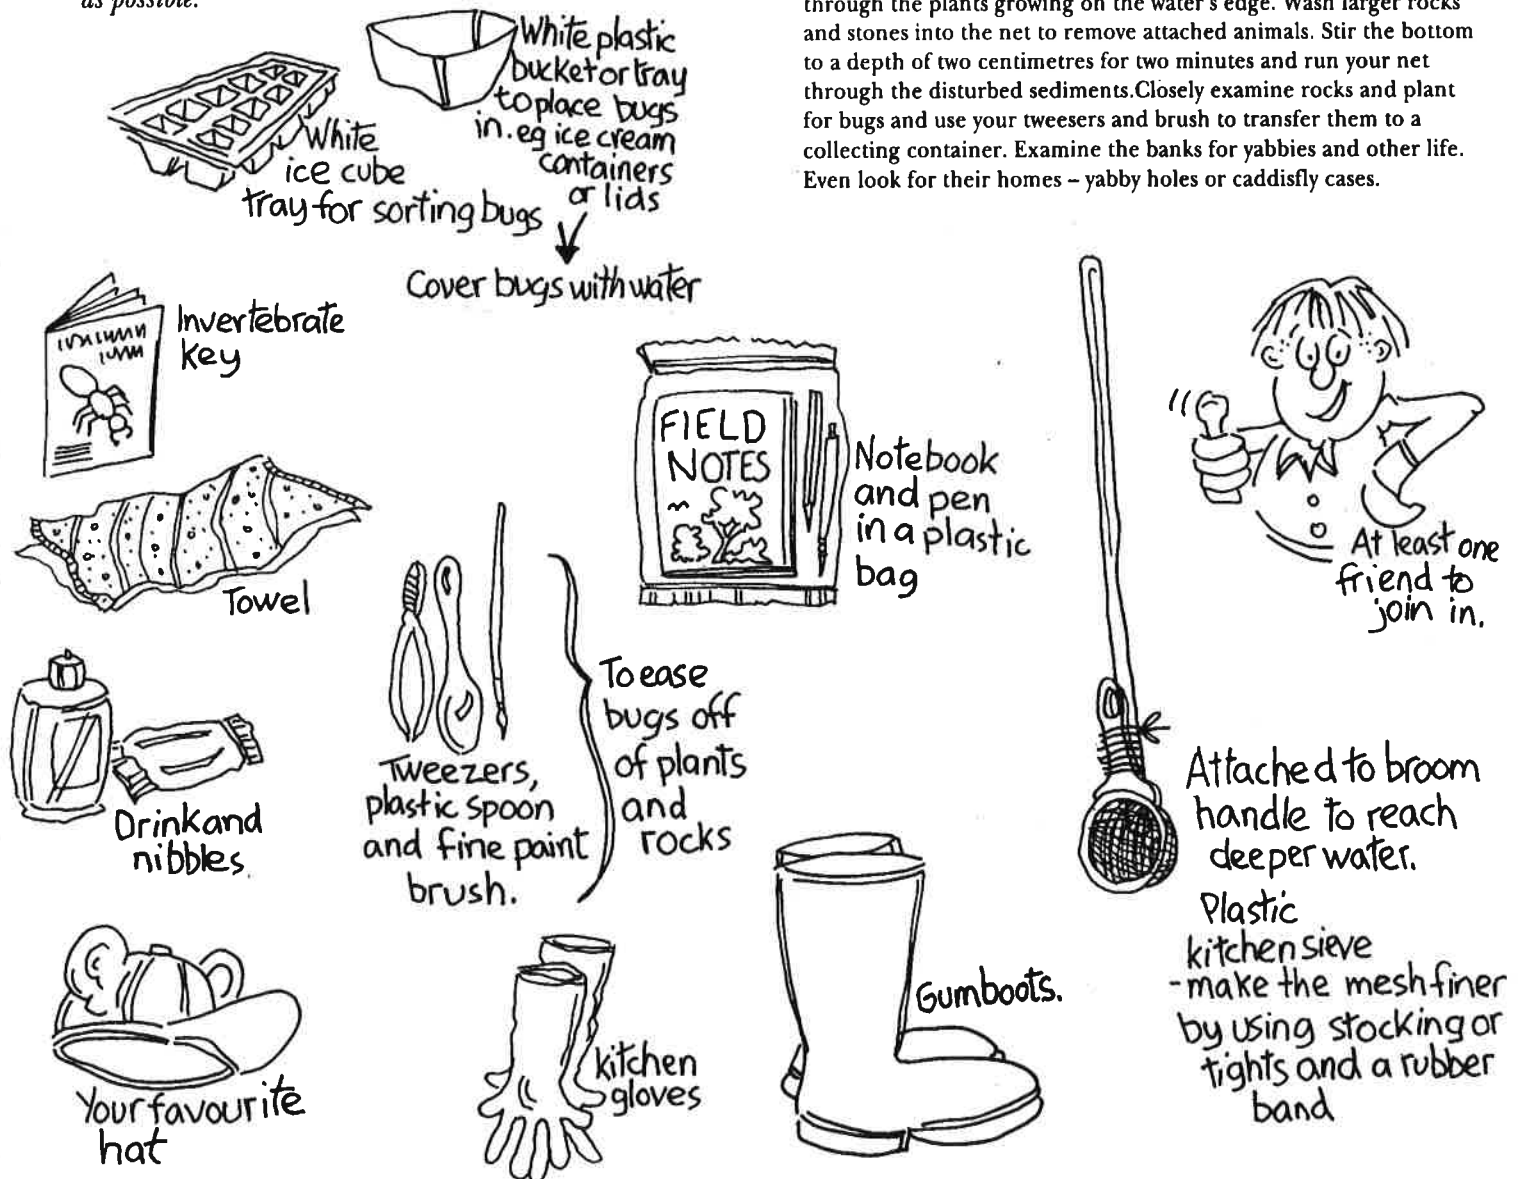 as possible.
through the plants growing on the water's edge. Wash larger rocks
and stones into the net to remove attached animals. Stir the bottom
to a depth of two centimetres for two minutes and run your net
through the disturbed sediments.Closely examine rocks and plant
for bugs and use your tweesers and brush to transfer them to a
collecting container. Examine the banks for yabbies and other life.
Even look for their homes – yabby holes or caddisfly cases.
White plastic
bucket or tray
to place bugs
in. eg ice cream
containers
or lids
White
ice cube
tray for sorting bugs
Cover bugs with water
Invertebrate
key
FIELD
NOTES
Notebook
and pen
in a plastic
bag
At least one
friend to
join in.
Towel
To ease
bugs off
of plants
and
rocks
Tweezers,
plastic spoon
and fine paint
brush.
Drink and
nibbles.
Attached to broom
handle to reach
deeper water.
Plastic
kitchen sieve
- make the mesh finer
by using stocking or
tights and a rubber
band
Gumboots.
kitchen
gloves
Your favourite
hat